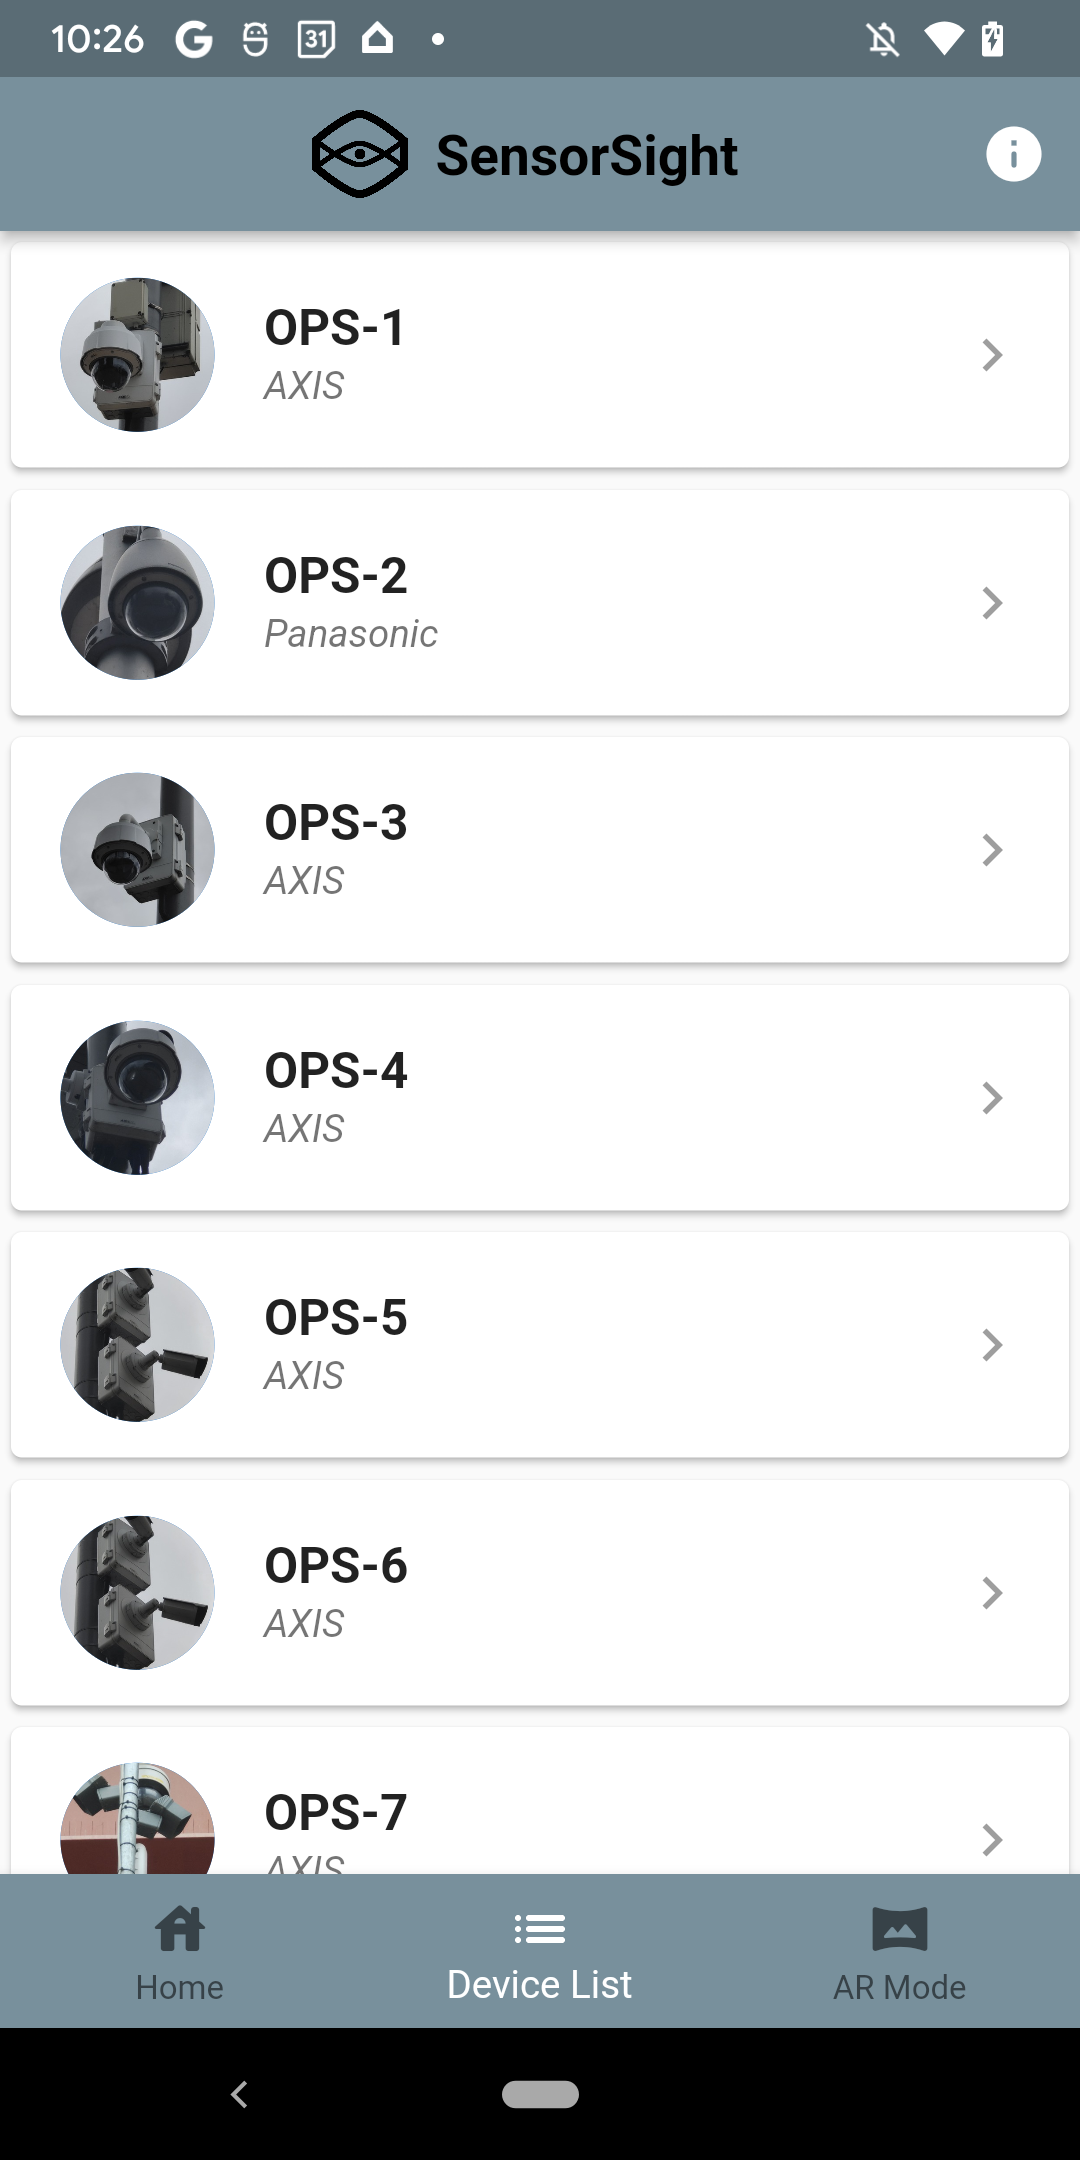 10:26
31
SensorSight
OPS-1
AXIS
OPS-2
Panasonic
OPS-3
AXIS
OPS-4
AXIS
OPS-5
AXIS
OPS-6
AXIS
OPS-7
AXIS
Home
Device List
AR Mode